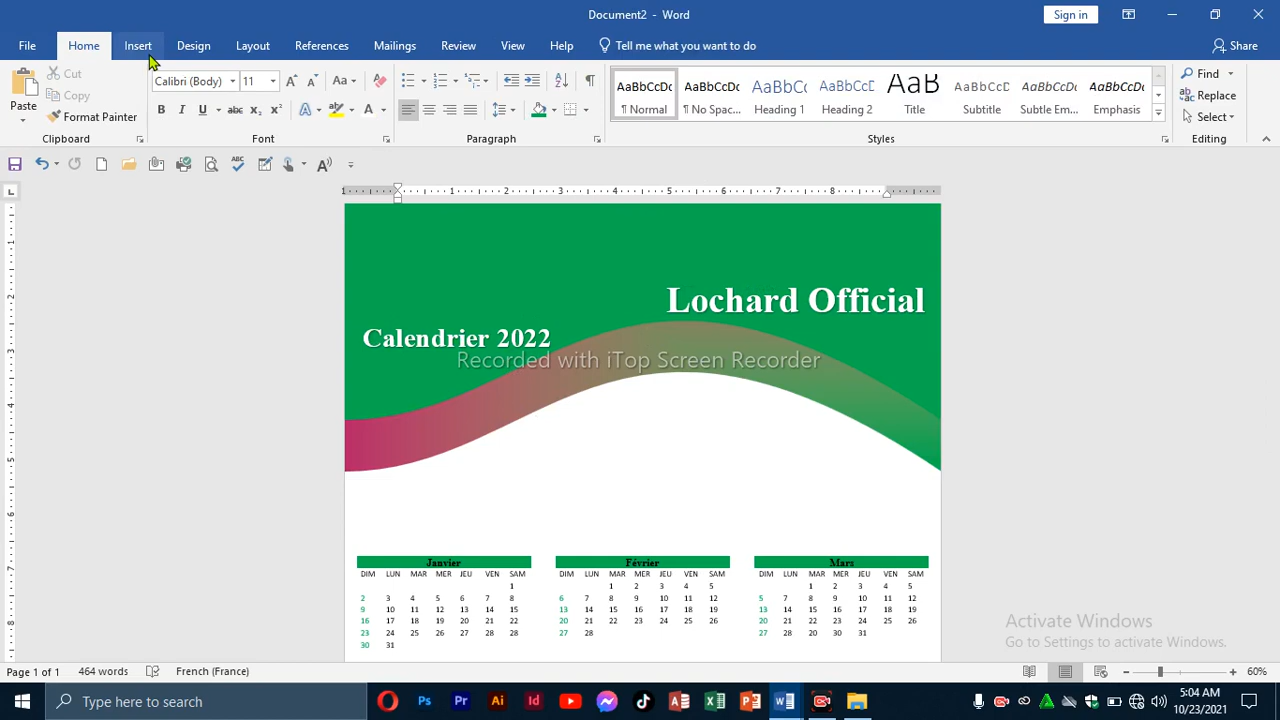 Document2 - Word
Sign in
File Home Insert Design Layout References Mailings Review View Help Tell me what you want to do Share
Paste
Cut
Copy
Format Painter
Clipboard
Calibri (Body) 11
Font
Paragraph
AaBbCcDc AaBbCcDc AaBbC( AaBbCcD AaB AaBbCcD AaBbCcDc AaBbCcDc
¶ Normal ¶ No Spac... Heading 1 Heading 2 Title Subtitle Subtle Em... Emphasis
Styles
Find
Replace
Select
Editing
Lochard Official
Calendrier 2022
Recorded with iTop Screen Recorder
Janvier
DIM LUN MAR MER JEU VEN SAM
1
2 3 4 5 6 7 8
9 10 11 12 13 14 15
16 17 18 19 20 21 22
23 24 25 26 27 28 28
30 31
Février
DIM LUN MAR MER JEU VEN SAM
1 2 3 4 5
6 7 8 9 10 11 12
13 14 15 16 17 18 19
20 21 22 23 24 25 26
27 28
Mars
DIM LUN MAR MER JEU VEN SAM
1 2 3 4 5
5 7 8 9 10 11 12
13 14 15 16 17 18 19
20 21 22 23 24 25 26
27 28 29 30 31
Activate Windows
Go to Settings to activate Windows.
Page 1 of 1 464 words French (France) 60%
Type here to search
5:04 AM
10/23/2021